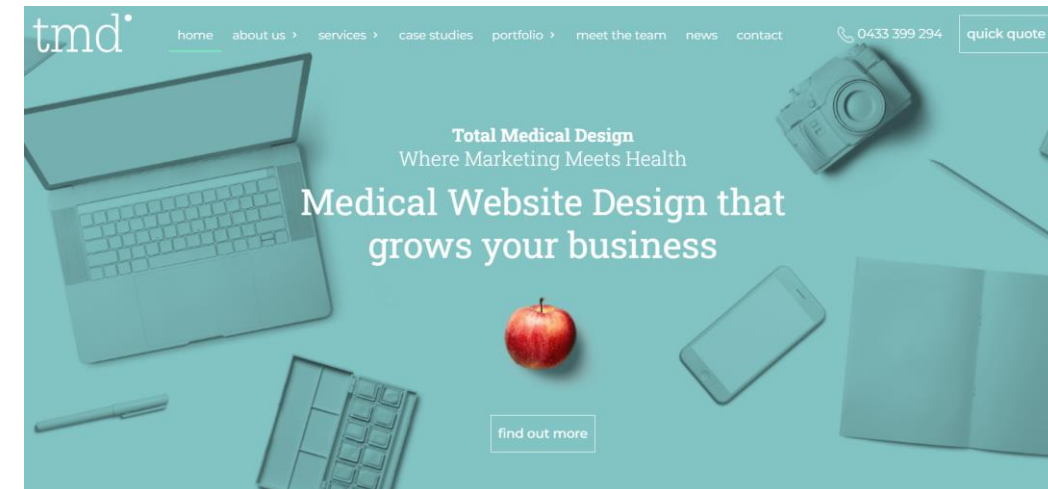 tmd
home about us > services > case studies portfolio > meet the team news contact 0433 399 294 quick quote
Total Medical Design
Where Marketing Meets Health
Medical Website Design that
grows your business
find out more